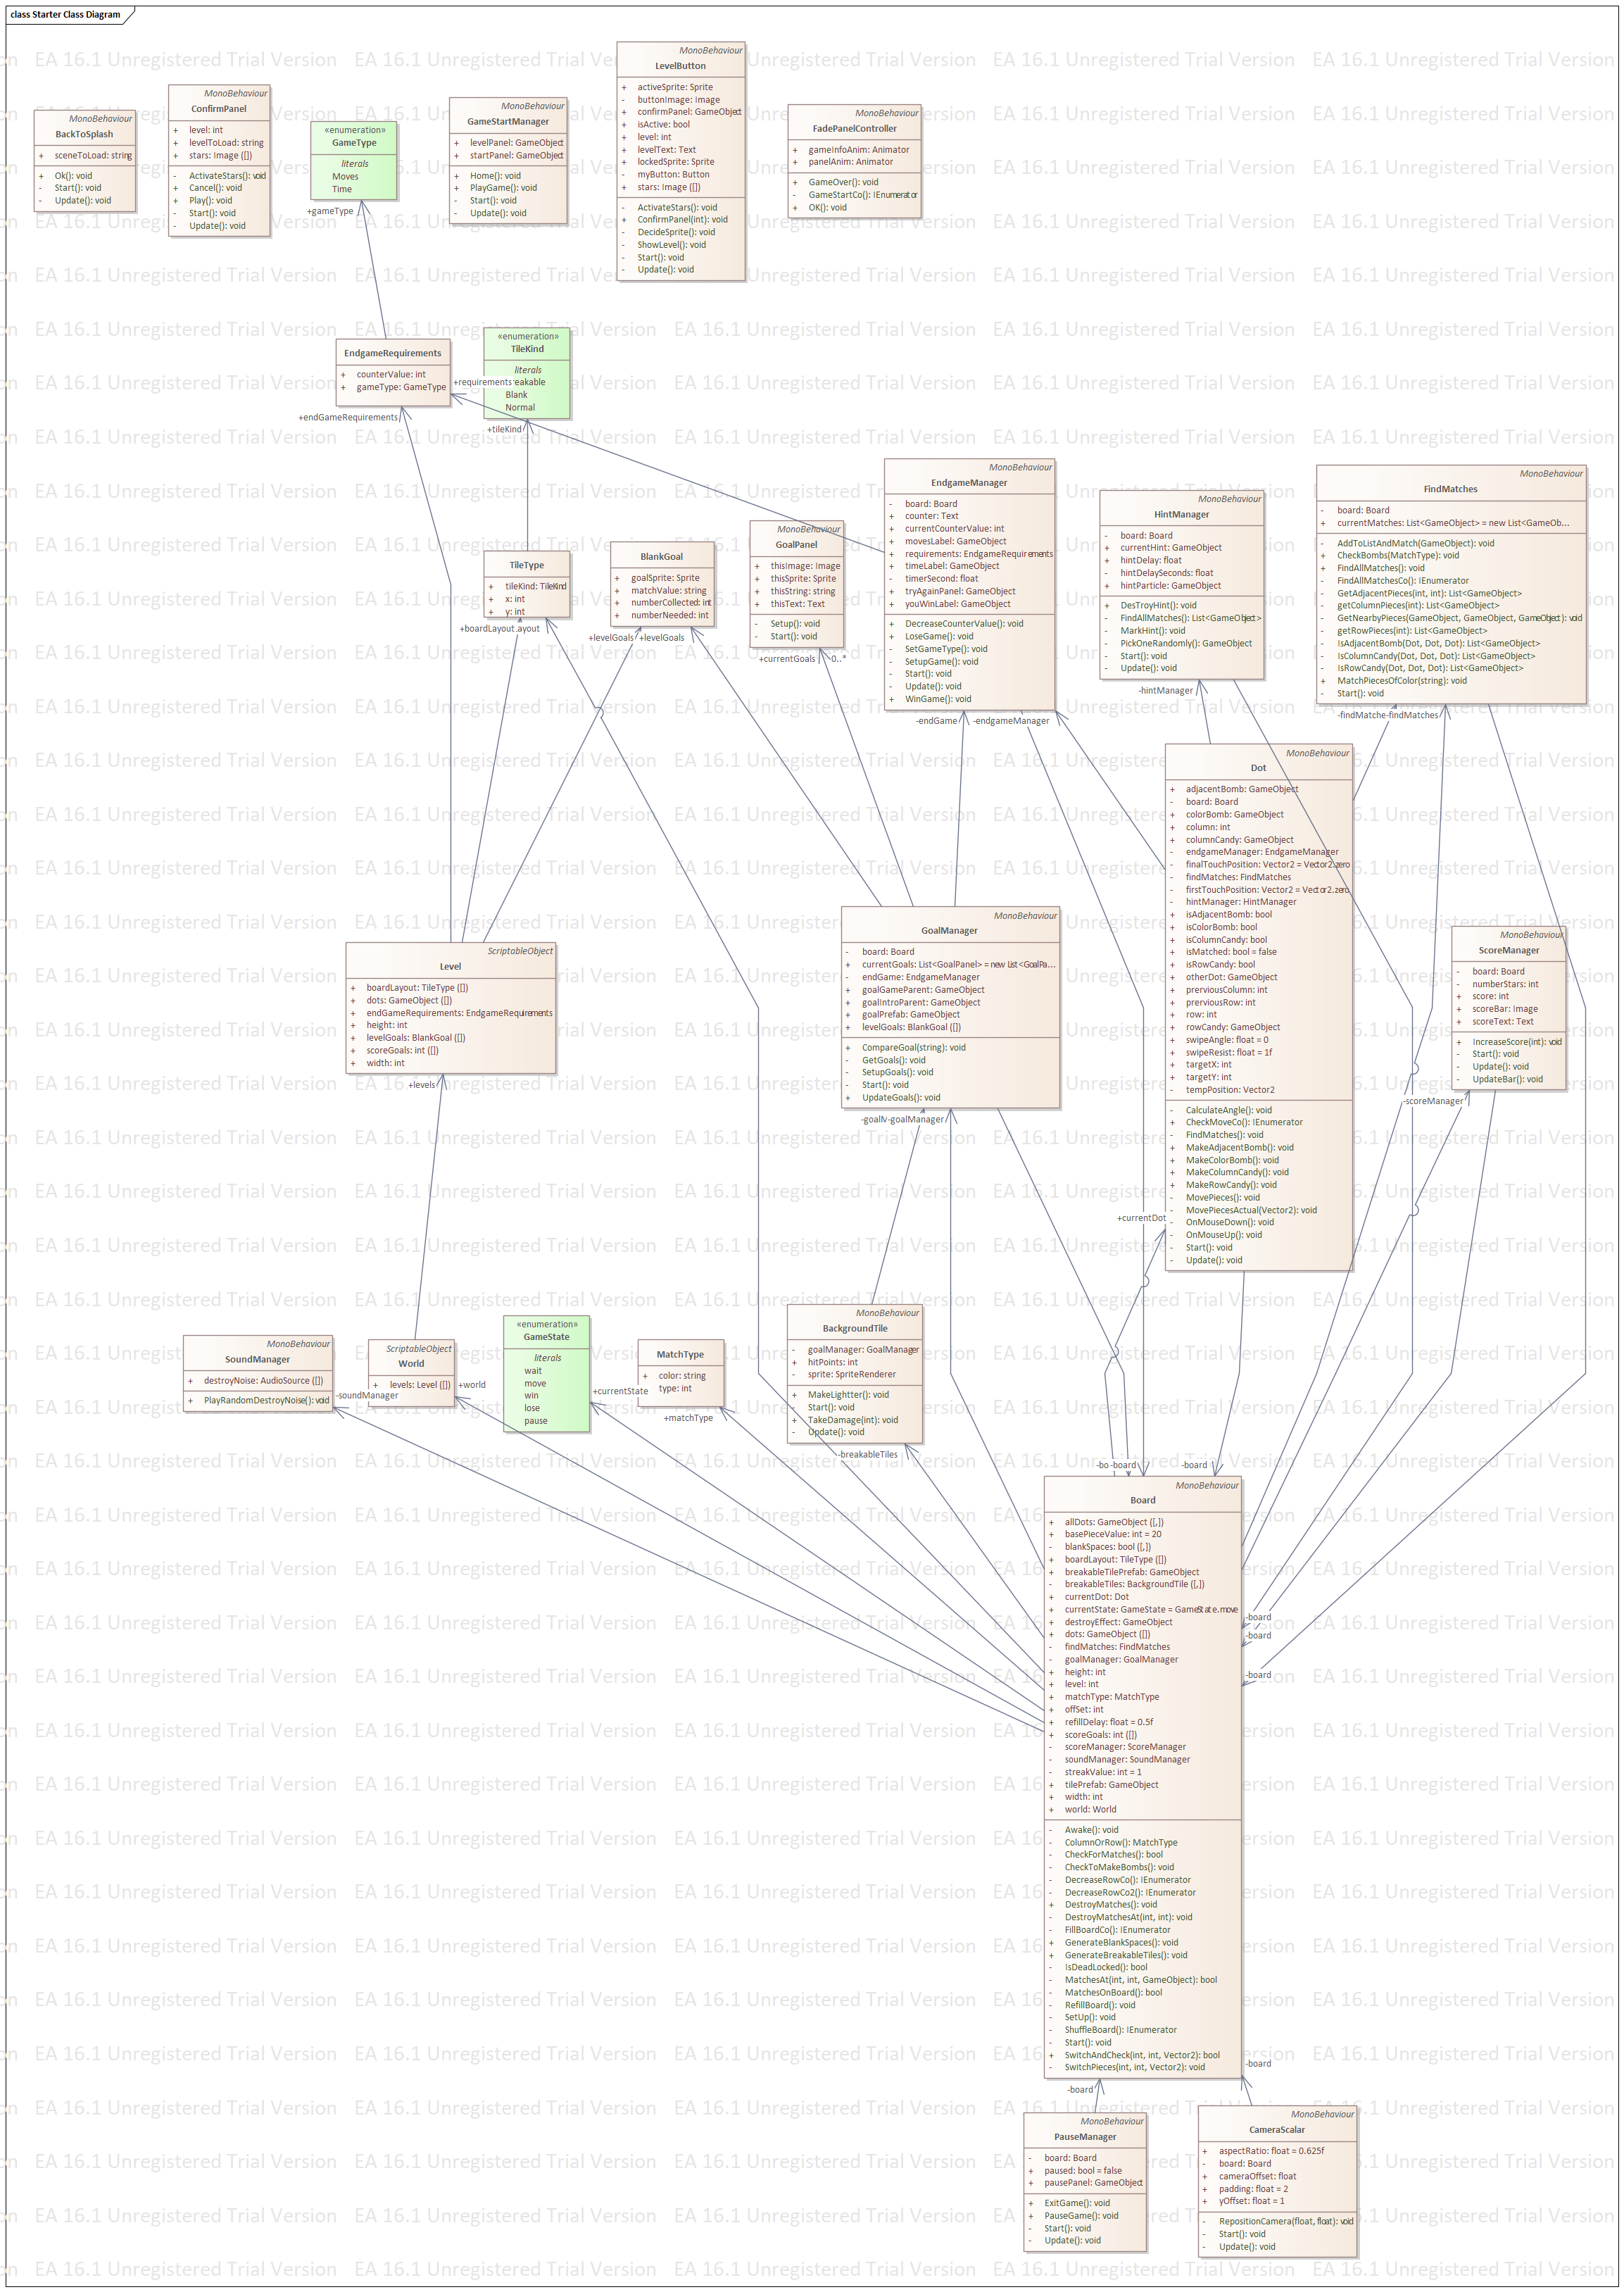 class Starter Class Diagram
EA 16.1 Unregistered Trial Version
MonoBehaviour
BackToSplash
+ sceneToLoad: string
+ Ok(): void
- Start(): void
- Update(): void
MonoBehaviour
ConfirmPanel
+ level: int
+ levelToLoad: string
+ stars: Image ([])
- ActivateStars(): void
+ Cancel(): void
+ Play(): void
- Start(): void
- Update(): void
«enumeration»
GameType
literals
Moves
Time
+gameType
MonoBehaviour
GameStartManager
+ levelPanel: GameObject
+ startPanel: GameObject
+ Home(): void
+ PlayGame(): void
- Start(): void
- Update(): void
MonoBehaviour
LevelButton
+ activeSprite: Sprite
- buttonImage: Image
+ confirmPanel: GameObject
+ isActive: bool
+ level: int
+ levelText: Text
+ lockedSprite: Sprite
- myButton: Button
+ stars: Image ([])
- ActivateStars(): void
+ ConfirmPanel(int): void
- DecideSprite(): void
- ShowLevel(): void
- Start(): void
- Update(): void
MonoBehaviour
FadePanelController
+ gameInfoAnim: Animator
+ panelAnim: Animator
+ GameOver(): void
- GameStartCo(): IEnumerator
+ OK(): void
EndgameRequirements
+ counterValue: int
+ gameType: GameType
+endGameRequirements
+requirements
«enumeration»
TileKind
literals
eakable
Blank
Normal
+tileKind
TileType
+ tileKind: TileKind
+ x: int
+ y: int
+boardLayout
ayout
BlankGoal
+ goalSprite: Sprite
+ matchValue: string
+ numberCollected: int
+ numberNeeded: int
+levelGoals
+levelGoals
MonoBehaviour
GoalPanel
+ thisImage: Image
+ thisSprite: Sprite
+ thisString: string
+ thisText: Text
- Setup(): void
- Start(): void
+currentGoals
0..*
MonoBehaviour
EndgameManager
- board: Board
+ counter: Text
+ currentCounterValue: int
+ movesLabel: GameObject
+ requirements: EndgameRequirements
+ timeLabel: GameObject
- timerSecond: float
+ tryAgainPanel: GameObject
+ youWinLabel: GameObject
+ DecreaseCounterValue(): void
+ LoseGame(): void
- SetGameType(): void
- SetupGame(): void
- Start(): void
- Update(): void
+ WinGame(): void
-endGame
-endgameManager
MonoBehaviour
HintManager
- board: Board
+ currentHint: GameObject
+ hintDelay: float
- hintDelaySeconds: float
+ hintParticle: GameObject
+ DesTroyHint(): void
- FindAllMatches(): List<GameObject>
- MarkHint(): void
- PickOneRandomly(): GameObject
- Start(): void
- Update(): void
-hintManager
MonoBehaviour
FindMatches
- board: Board
+ currentMatches: List<GameObject> = new List<GameOb...
- AddToListAndMatch(GameObject): void
+ CheckBombs(MatchType): void
+ FindAllMatches(): void
- FindAllMatchesCo(): IEnumerator
- GetAdjacentPieces(int, int): List<GameObject>
- getColumnPieces(int): List<GameObject>
- GetNearbyPieces(GameObject, GameObject, GameObject): void
- getRowPieces(int): List<GameObject>
- IsAdjacentBomb(Dot, Dot, Dot): List<GameObject>
- IsColumnCandy(Dot, Dot, Dot): List<GameObject>
- IsRowCandy(Dot, Dot, Dot): List<GameObject>
+ MatchPiecesOfColor(string): void
- Start(): void
-findMatche
-findMatches
MonoBehaviour
Dot
+ adjacentBomb: GameObject
- board: Board
+ colorBomb: GameObject
+ column: int
+ columnCandy: GameObject
- endgameManager: EndgameManager
- finalTouchPosition: Vector2 = Vector2.zero
- findMatches: FindMatches
- firstTouchPosition: Vector2 = Vector2.zero
- hintManager: HintManager
+ isAdjacentBomb: bool
+ isColorBomb: bool
+ isColumnCandy: bool
+ isMatched: bool = false
+ isRowCandy: bool
+ otherDot: GameObject
+ prerviousColumn: int
+ prerviousRow: int
+ row: int
+ rowCandy: GameObject
+ swipeAngle: float = 0
+ swipeResist: float = 1f
+ targetX: int
+ targetY: int
- tempPosition: Vector2
- CalculateAngle(): void
+ CheckMoveCo(): IEnumerator
- FindMatches(): void
+ MakeAdjacentBomb(): void
+ MakeColorBomb(): void
+ MakeColumnCandy(): void
+ MakeRowCandy(): void
- MovePieces(): void
- MovePiecesActual(Vector2): void
- OnMouseDown(): void
- OnMouseUp(): void
- Start(): void
- Update(): void
+currentDot
MonoBehaviour
GoalManager
- board: Board
+ currentGoals: List<GoalPanel> = new List<GoalPa...
- endGame: EndgameManager
+ goalGameParent: GameObject
+ goalIntroParent: GameObject
+ goalPrefab: GameObject
+ levelGoals: BlankGoal ([])
+ CompareGoal(string): void
- GetGoals(): void
- SetupGoals(): void
- Start(): void
+ UpdateGoals(): void
-goalM
-goalManager
MonoBehaviour
ScoreManager
- board: Board
- numberStars: int
+ score: int
+ scoreBar: Image
+ scoreText: Text
+ IncreaseScore(int): void
- Start(): void
- Update(): void
- UpdateBar(): void
-scoreManager
ScriptableObject
Level
+ boardLayout: TileType ([])
+ dots: GameObject ([])
+ endGameRequirements: EndgameRequirements
+ height: int
+ levelGoals: BlankGoal ([])
+ scoreGoals: int ([])
+ width: int
+levels
MonoBehaviour
SoundManager
+ destroyNoise: AudioSource ([])
+ PlayRandomDestroyNoise(): void
-soundManager
ScriptableObject
World
+ levels: Level ([])
+world
«enumeration»
GameState
literals
wait
move
win
lose
pause
+currentState
MatchType
+ color: string
+ type: int
+matchType
MonoBehaviour
BackgroundTile
- goalManager: GoalManager
+ hitPoints: int
- sprite: SpriteRenderer
+ MakeLightter(): void
- Start(): void
+ TakeDamage(int): void
- Update(): void
-breakableTiles
-bo
-board
-board
MonoBehaviour
Board
+ allDots: GameObject ([,])
+ basePieceValue: int = 20
- blankSpaces: bool ([,])
+ boardLayout: TileType ([])
+ breakableTilePrefab: GameObject
- breakableTiles: BackgroundTile ([,])
+ currentDot: Dot
+ currentState: GameState = GameState.move
+ destroyEffect: GameObject
+ dots: GameObject ([])
- findMatches: FindMatches
- goalManager: GoalManager
+ height: int
+ level: int
+ matchType: MatchType
+ offSet: int
+ refillDelay: float = 0.5f
+ scoreGoals: int ([])
- scoreManager: ScoreManager
- soundManager: SoundManager
- streakValue: int = 1
+ tilePrefab: GameObject
+ width: int
+ world: World
- Awake(): void
- ColumnOrRow(): MatchType
- CheckForMatches(): bool
- CheckToMakeBombs(): void
- DecreaseRowCo(): IEnumerator
- DecreaseRowCo2(): IEnumerator
+ DestroyMatches(): void
- DestroyMatchesAt(int, int): void
- FillBoardCo(): IEnumerator
+ GenerateBlankSpaces(): void
+ GenerateBreakableTiles(): void
- IsDeadLocked(): bool
- MatchesAt(int, int, GameObject): bool
- MatchesOnBoard(): bool
- RefillBoard(): void
- SetUp(): void
- ShuffleBoard(): IEnumerator
- Start(): void
+ SwitchAndCheck(int, int, Vector2): bool
- SwitchPieces(int, int, Vector2): void
-board
-board
-board
-board
-board
MonoBehaviour
PauseManager
- board: Board
+ paused: bool = false
+ pausePanel: GameObject
+ ExitGame(): void
+ PauseGame(): void
- Start(): void
- Update(): void
MonoBehaviour
CameraScalar
+ aspectRatio: float = 0.625f
- board: Board
+ cameraOffset: float
+ padding: float = 2
+ yOffset: float = 1
- RepositionCamera(float, float): void
- Start(): void
- Update(): void